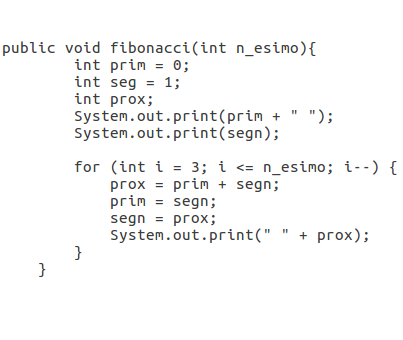 public void fibonacci(int n_esimo){
int prim = 0;
int seg = 1;
int prox;
System.out.print(prim + " ");
System.out.print(segn);
for (int i = 3; i <= n_esimo; i--) {
prox = prim + segn;
prim = segn;
segn = prox;
System.out.print(" " + prox);
}
}